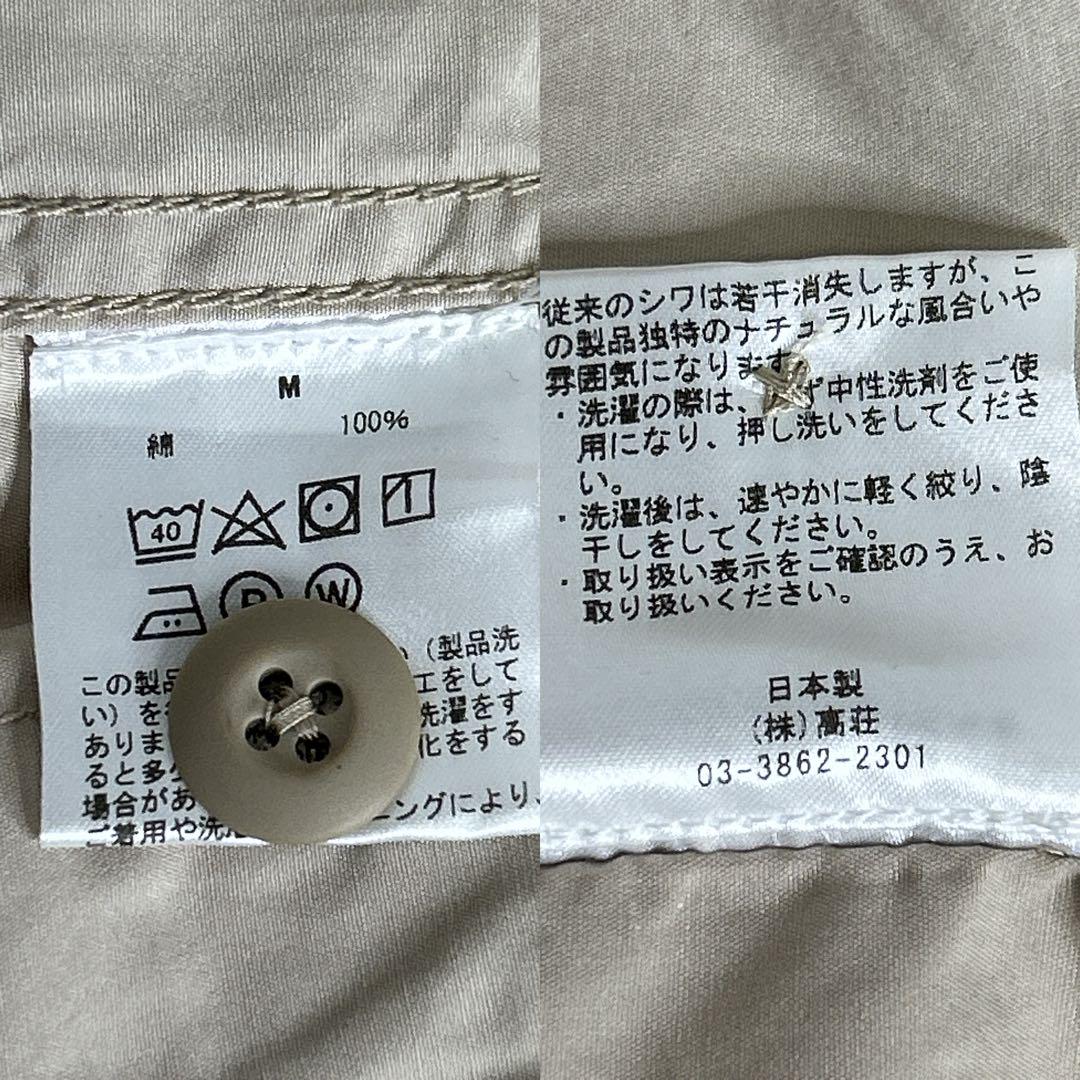 M
綿 100%
40
P W
い（製品洗
この製品 工をして
い）を 洗濯をす
ありま 化をする
ると多少
場合があ ーニングにより、
ご着用や洗濯
従来のシワは若干消失しますが、こ
の製品独特のナチュラルな風合いや
雰囲気になります。
・洗濯の際は、 ず中性洗剤をご使
用になり、押し洗いをしてくださ
い。
・洗濯後は、速やかに軽く絞り、陰
干しをしてください。
・取り扱い表示をご確認のうえ、お
取り扱いください。
日本製
（株）高荘
03-3862-2301